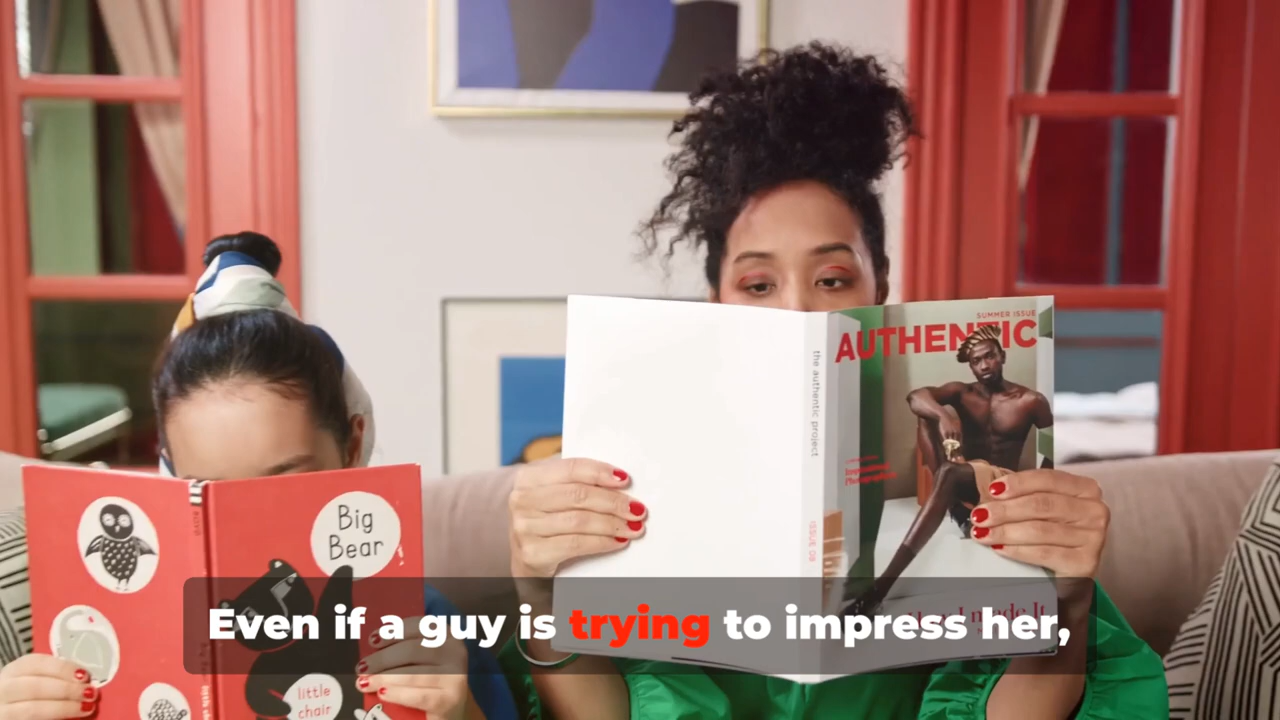 SUMMER ISSUE
AUTHENTIC
the authentic project
ISSUE 09
Big
Bear
little
chair
Even if a guy is trying to impress her,